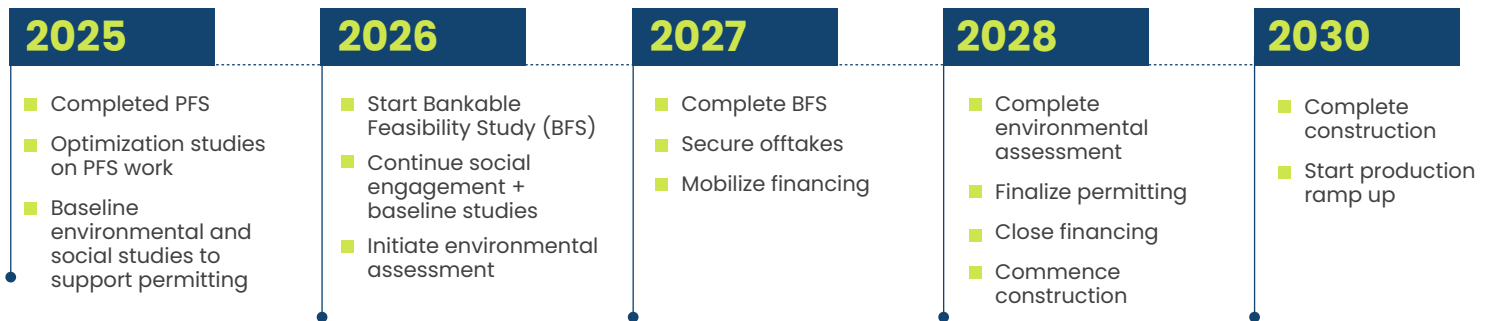 2025
Completed PFS
Optimization studies
on PFS work
Baseline
environmental and
social studies to
support permitting
2026
Start Bankable
Feasibility Study (BFS)
Continue social
engagement +
baseline studies
Initiate environmental
assessment
2027
Complete BFS
Secure offtakes
Mobilize financing
2028
Complete
environmental
assessment
Finalize permitting
Close financing
Commence
construction
2030
Complete
construction
Start production
ramp up